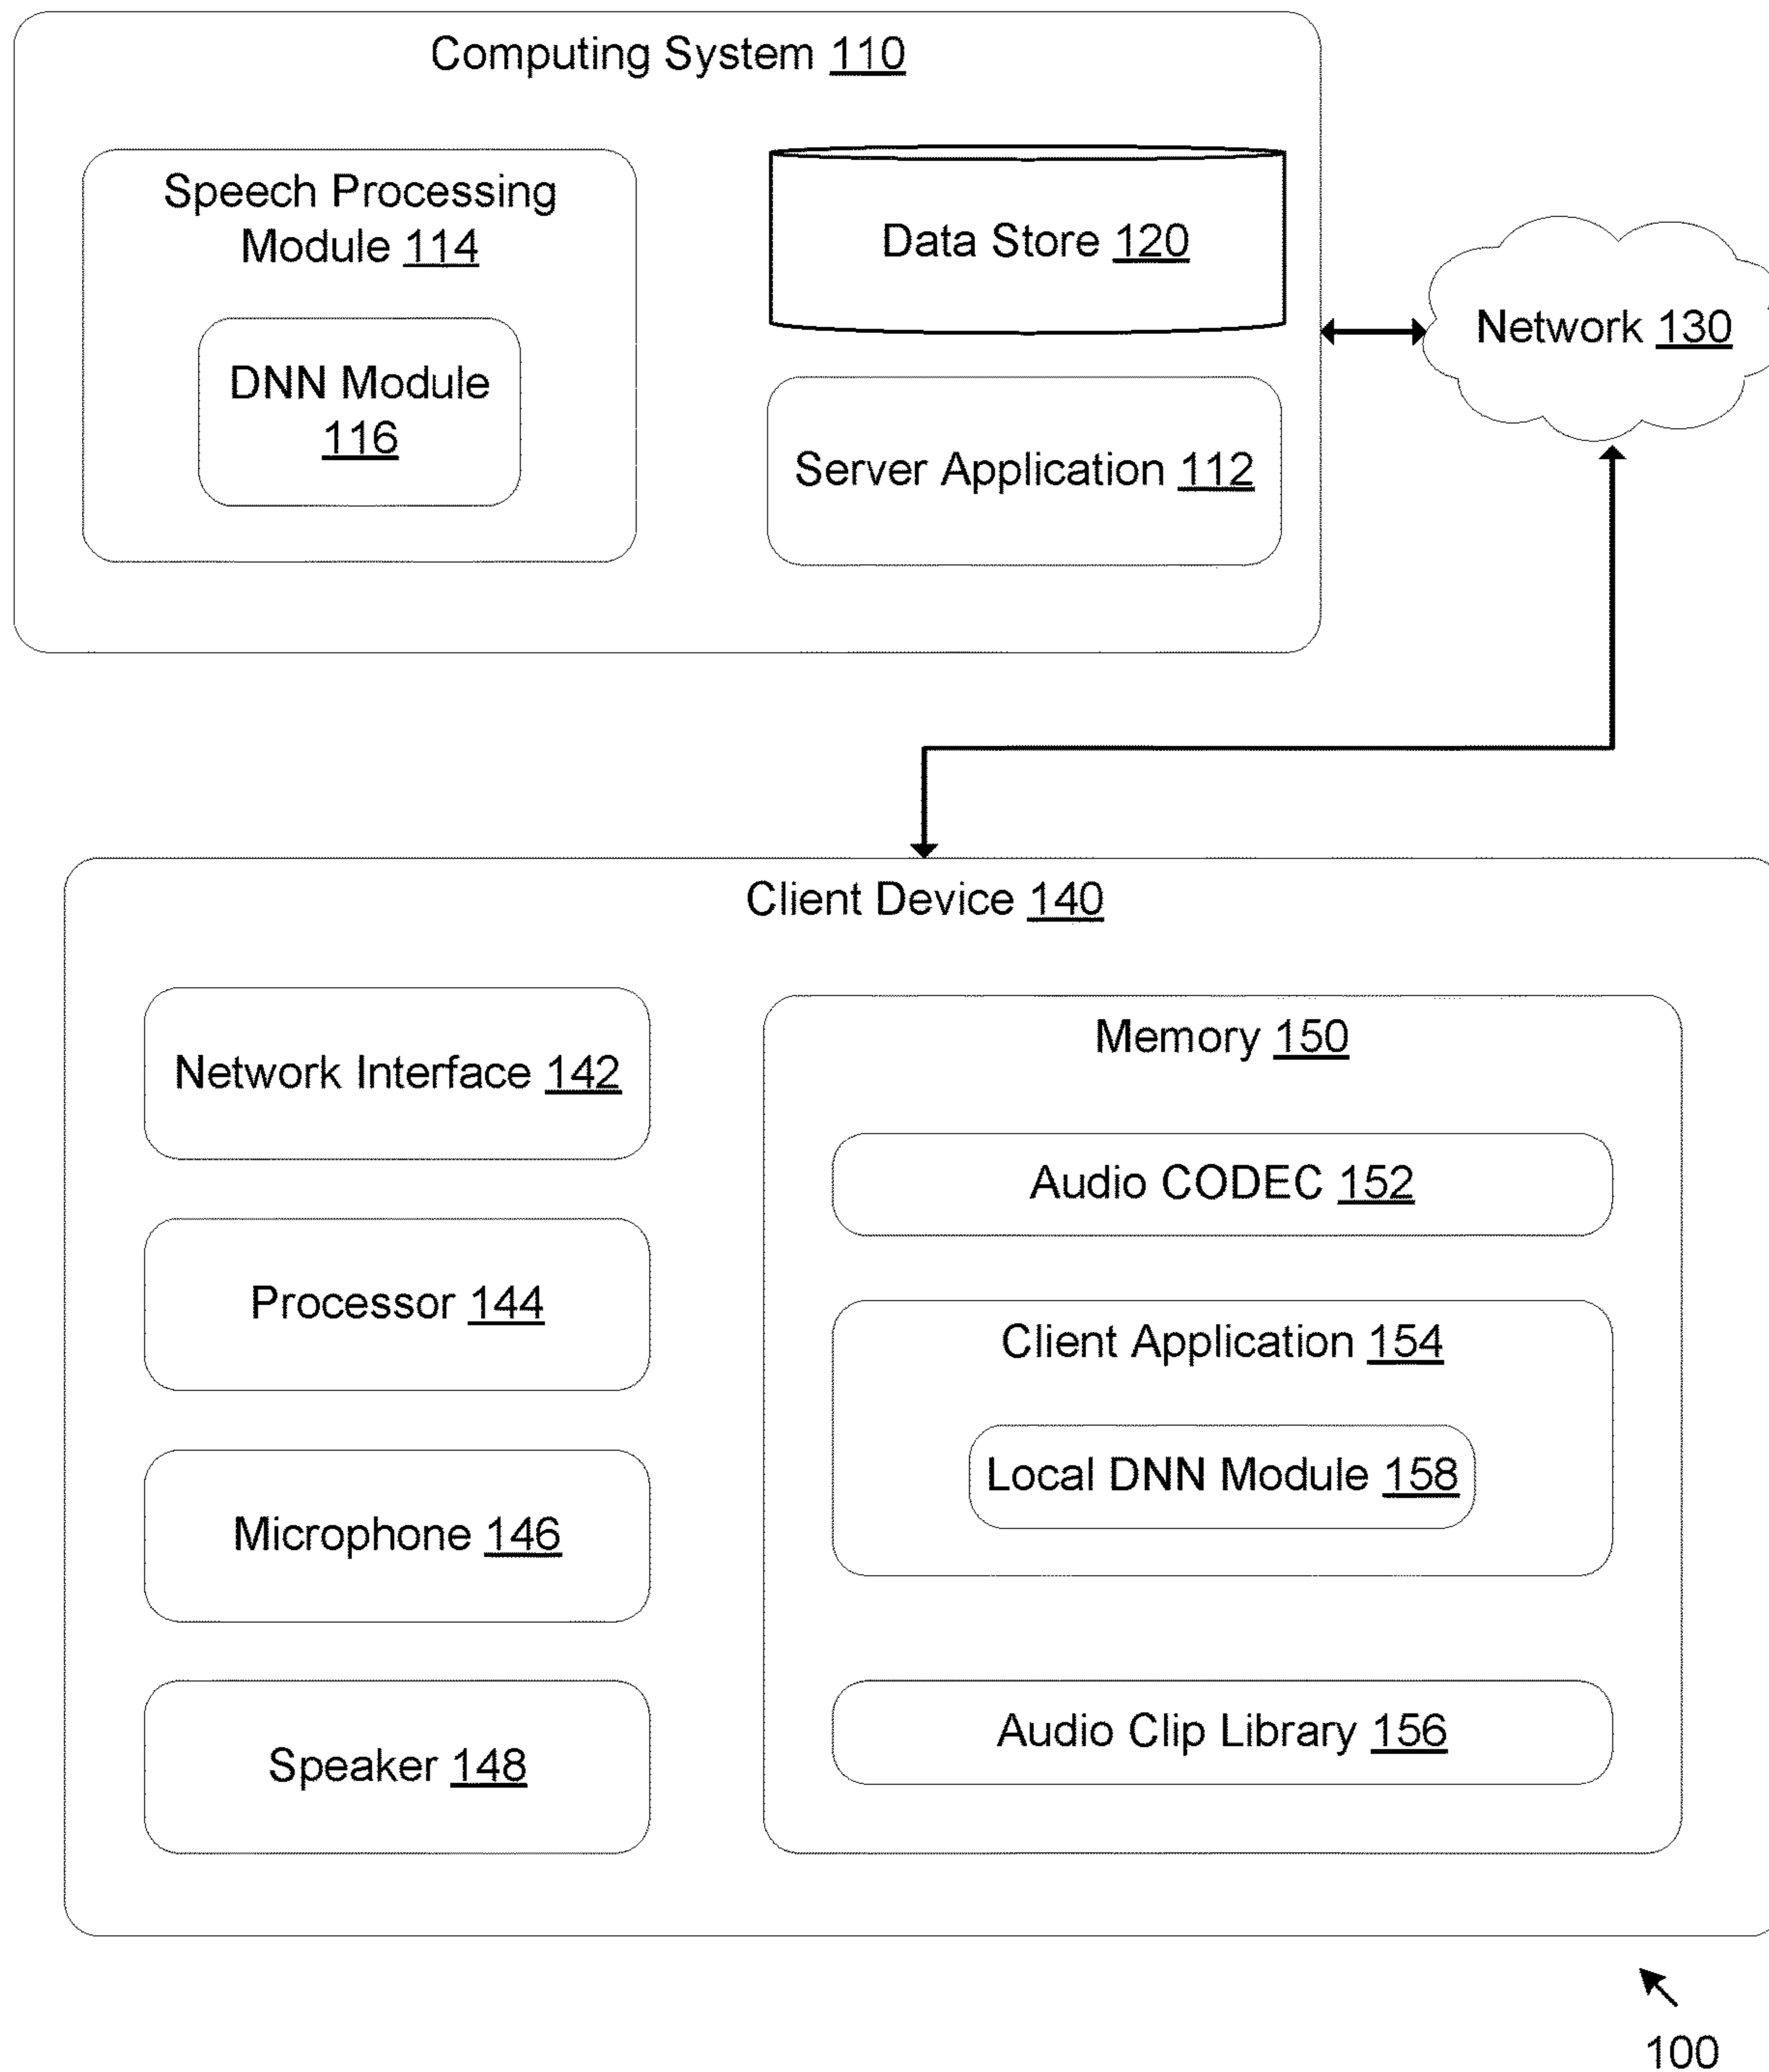 Computing System 110
Speech Processing
Module 114
DNN Module
116
Data Store 120
Server Application 112
Network 130
Client Device 140
Network Interface 142
Processor 144
Microphone 146
Speaker 148
Memory 150
Audio CODEC 152
Client Application 154
Local DNN Module 158
Audio Clip Library 156
100